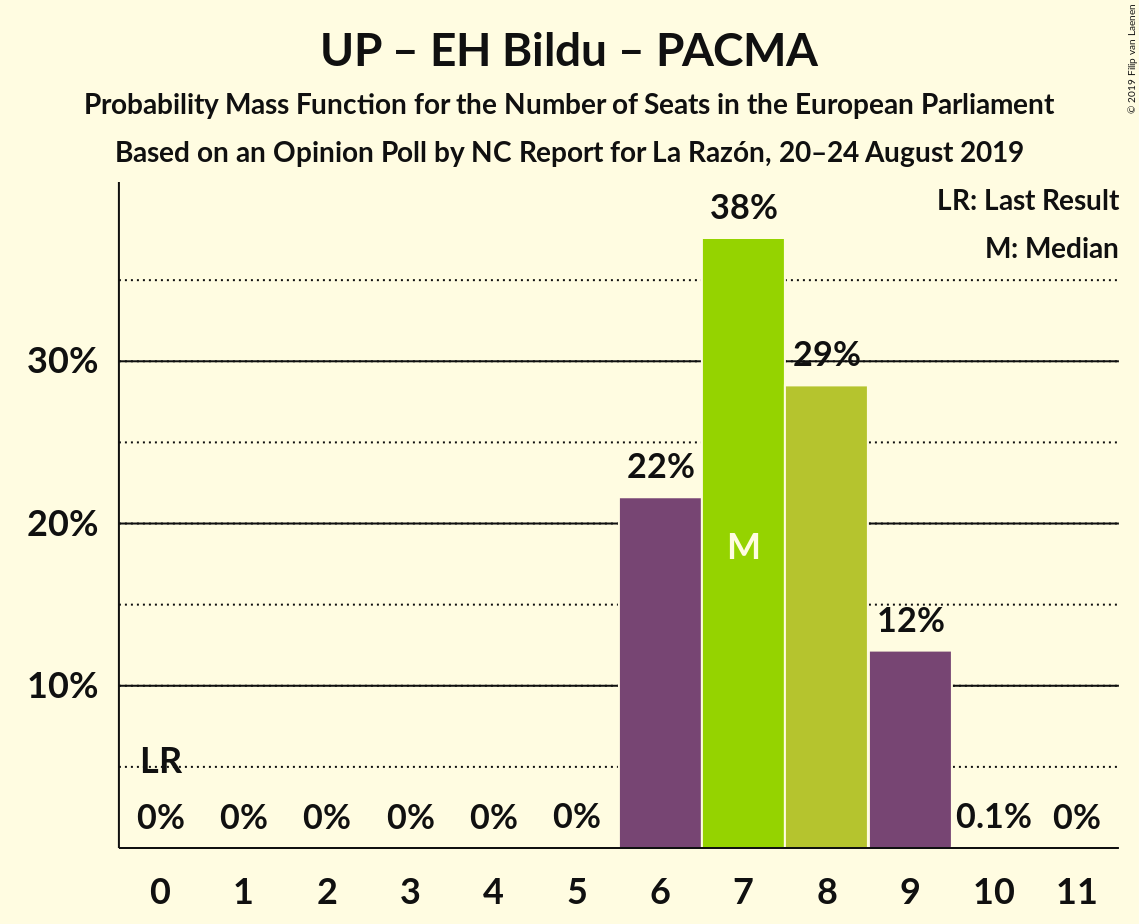 UP – EH Bildu – PACMA
Probability Mass Function for the Number of Seats in the European Parliament
Based on an Opinion Poll by NC Report for La Razón, 20–24 August 2019
© 2019 Filip van Laenen
LR: Last Result
M: Median
38%
30%
29%
22%
20%
M
12%
10%
LR
0% 0% 0% 0% 0% 0% 0.1% 0%
0 1 2 3 4 5 6 7 8 9 10 11